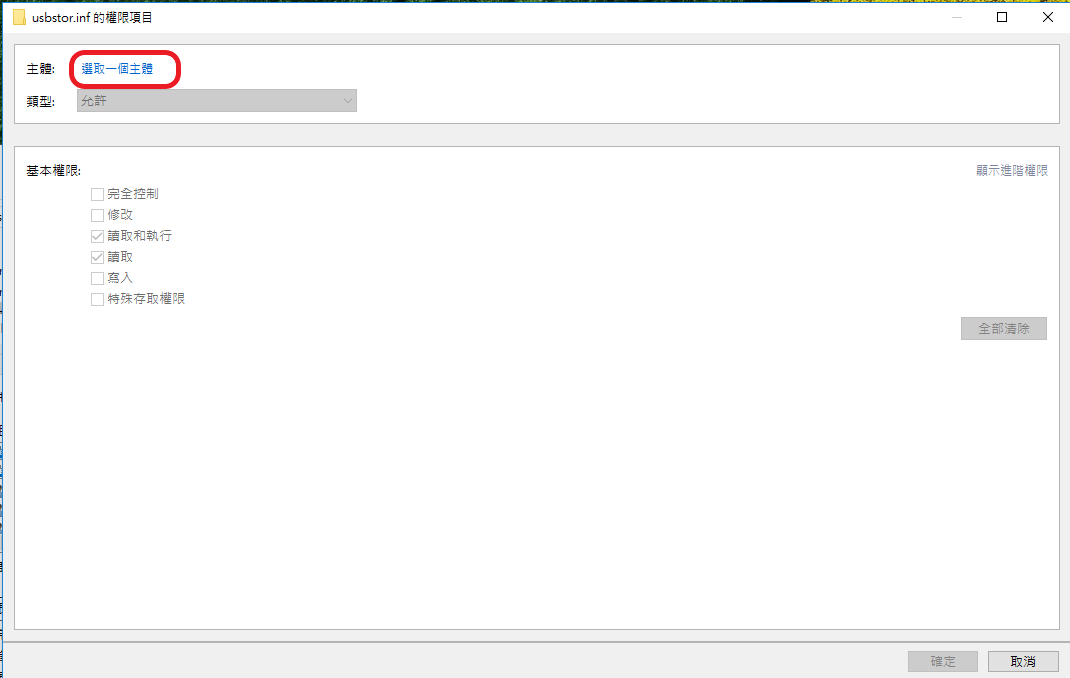 usbstor.inf 的權限項目
主體: 選取一個主體
類型: 允許
基本權限: 顯示進階權限
完全控制
修改
讀取和執行
讀取
寫入
特殊存取權限
全部清除
確定 取消